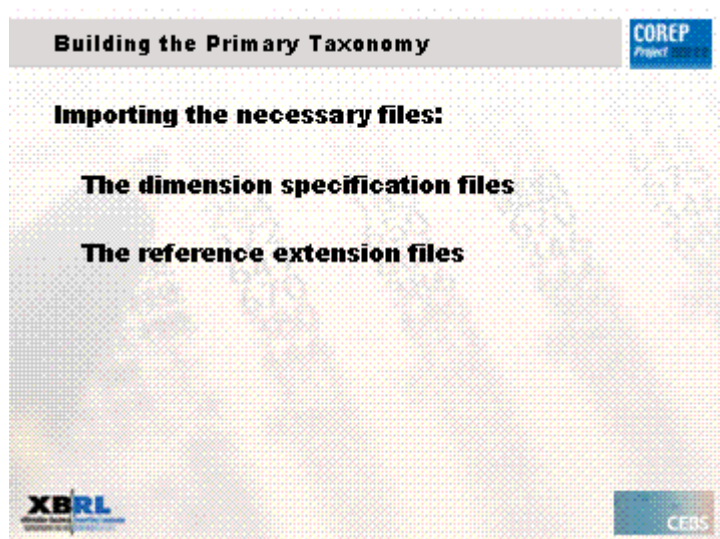 Building the Primary Taxonomy
COREP
Project
Importing the necessary files:
The dimension specification files
The reference extension files
XBRL
CEBS